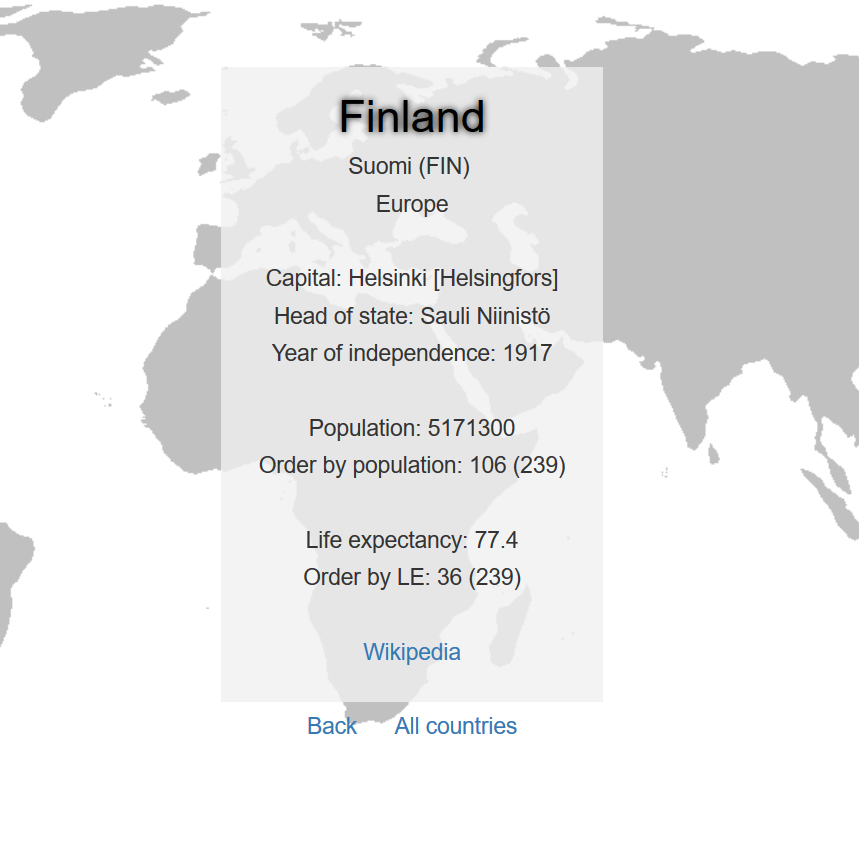 Finland
Suomi (FIN)
Europe
Capital: Helsinki [Helsingfors]
Head of state: Sauli Niinistö
Year of independence: 1917
Population: 5171300
Order by population: 106 (239)
Life expectancy: 77.4
Order by LE: 36 (239)
Wikipedia
Back All countries